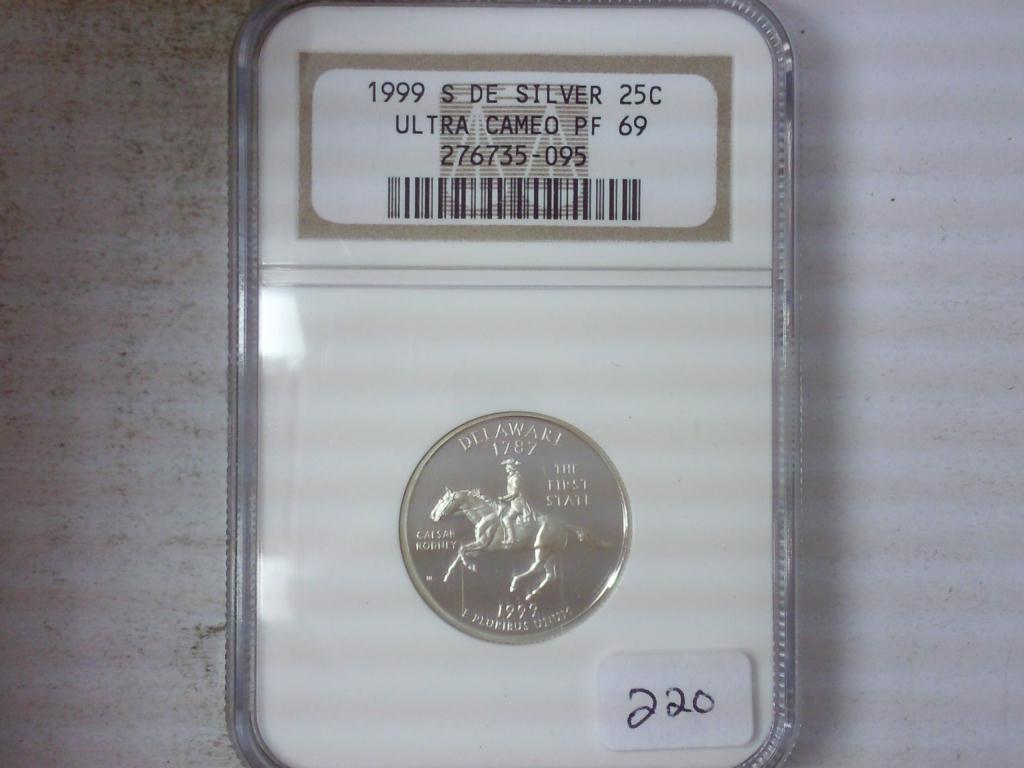 1999 S DE SILVER 25C
ULTRA CAMEO PF 69
276735-095
DELAWARE
1787
THE
FIRST
STATE
CAESAR
RODNEY
1999
E PLURIBUS UNUM
220